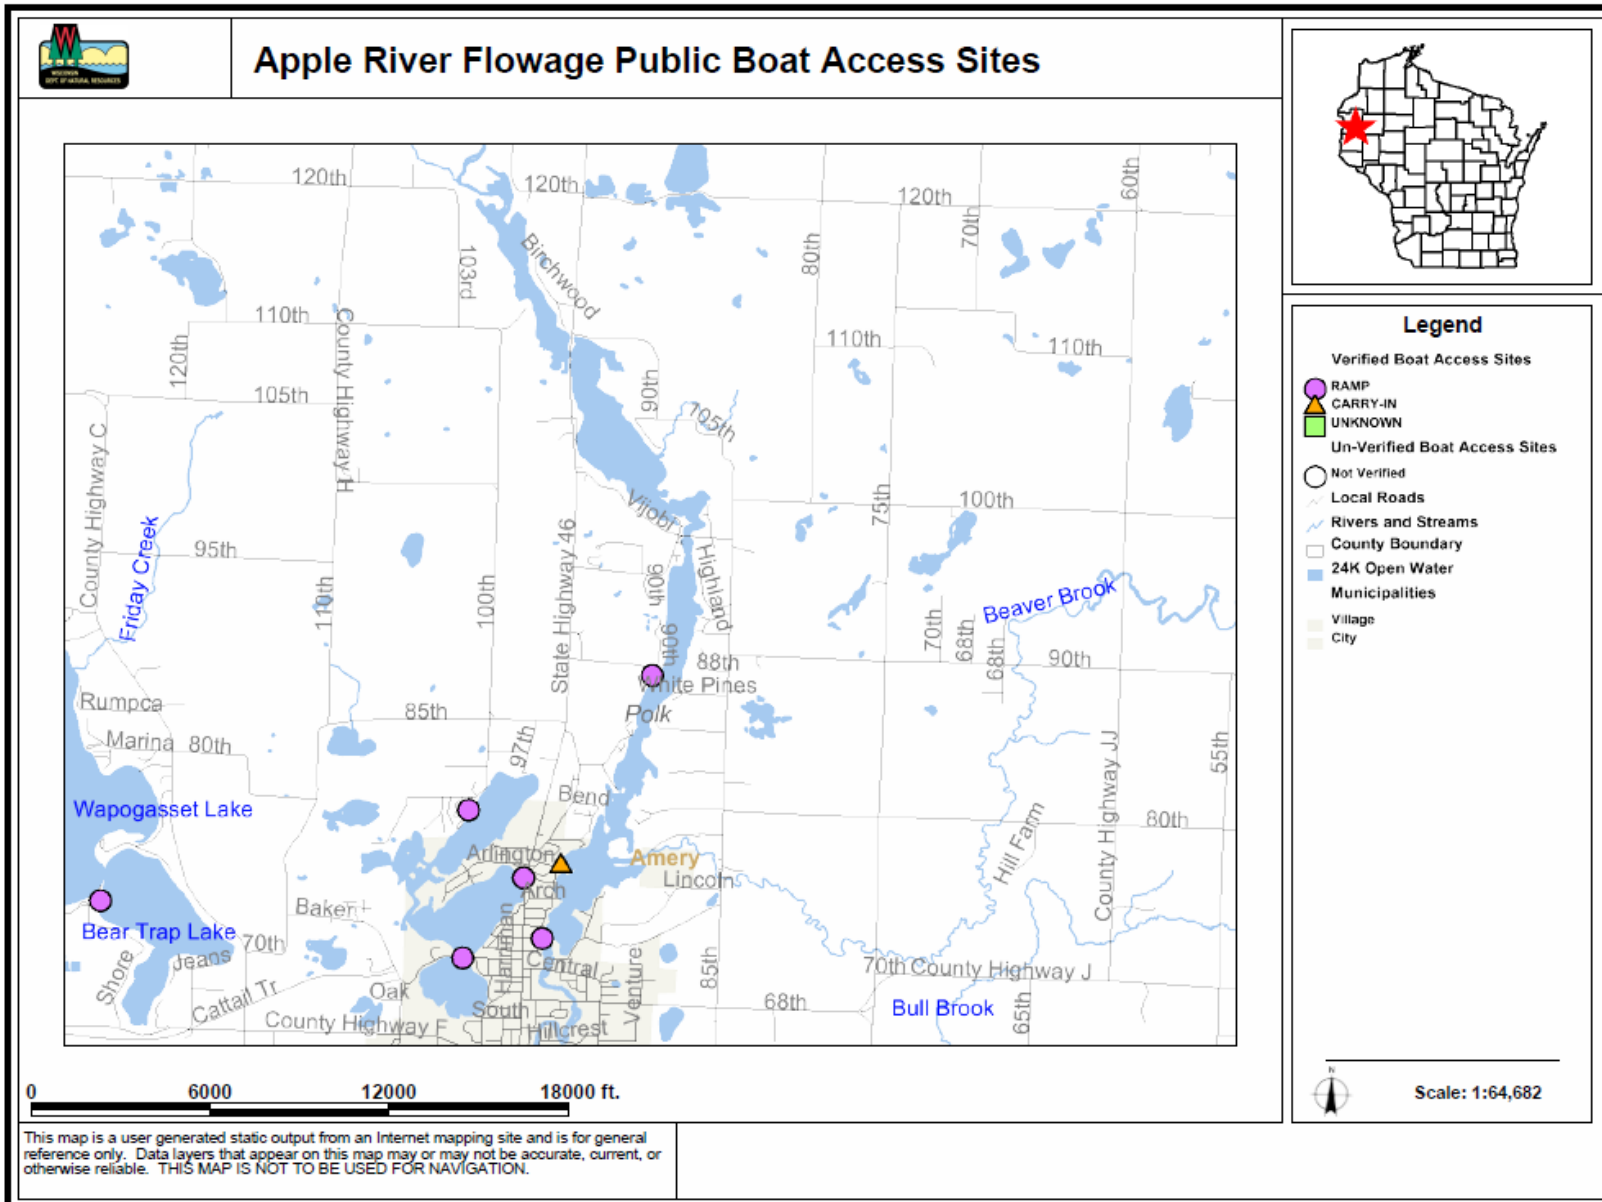 WISCONSIN
DEPT. OF NATURAL RESOURCES
Apple River Flowage Public Boat Access Sites
120th
120th
120th
60th
70th
80th
103rd
Birchwood
110th
County Highway H
120th
110th
110th
105th
90th
105th
County Highway C
Vijobi
75th
100th
State Highway 46
Friday Creek
95th
90th
Highland
110th
100th
Beaver Brook
70th
68th
68th
90th
90th
88th
White Pines
Rumpca
Polk
85th
Marina
80th
97th
County Highway JJ
55th
Bend
Wapogasset Lake
80th
Hill Farm
Arlington
Amery
Lincoln
Arch
Baker
Harriman
Bear Trap Lake
70th
Jeans
Shore
Central
Venture
85th
70th
County Highway J
Cattail Tr
Oak
68th
65th
Bull Brook
South
County Highway F
Hillcrest
0
6000
12000
18000 ft.
This map is a user generated static output from an Internet mapping site and is for general
reference only. Data layers that appear on this map may or may not be accurate, current, or
otherwise reliable. THIS MAP IS NOT TO BE USED FOR NAVIGATION.
Legend
Verified Boat Access Sites
RAMP
CARRY-IN
UNKNOWN
Un-Verified Boat Access Sites
Not Verified
Local Roads
Rivers and Streams
County Boundary
24K Open Water
Municipalities
Village
City
N
Scale: 1:64,682